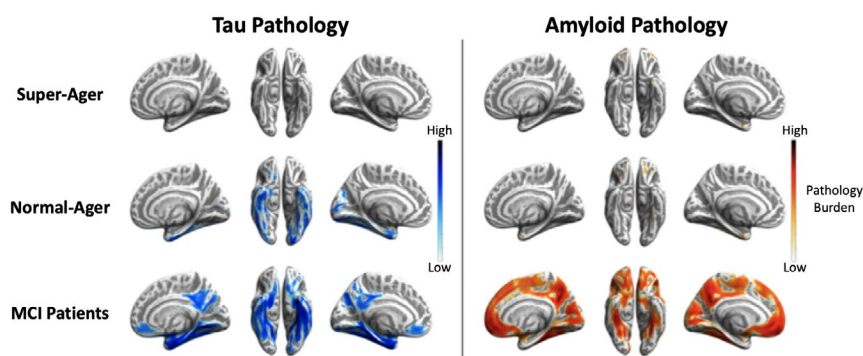 Tau Pathology
Amyloid Pathology
Super-Ager
High
High
Normal-Ager
Pathology
Burden
Low
Low
MCI Patients